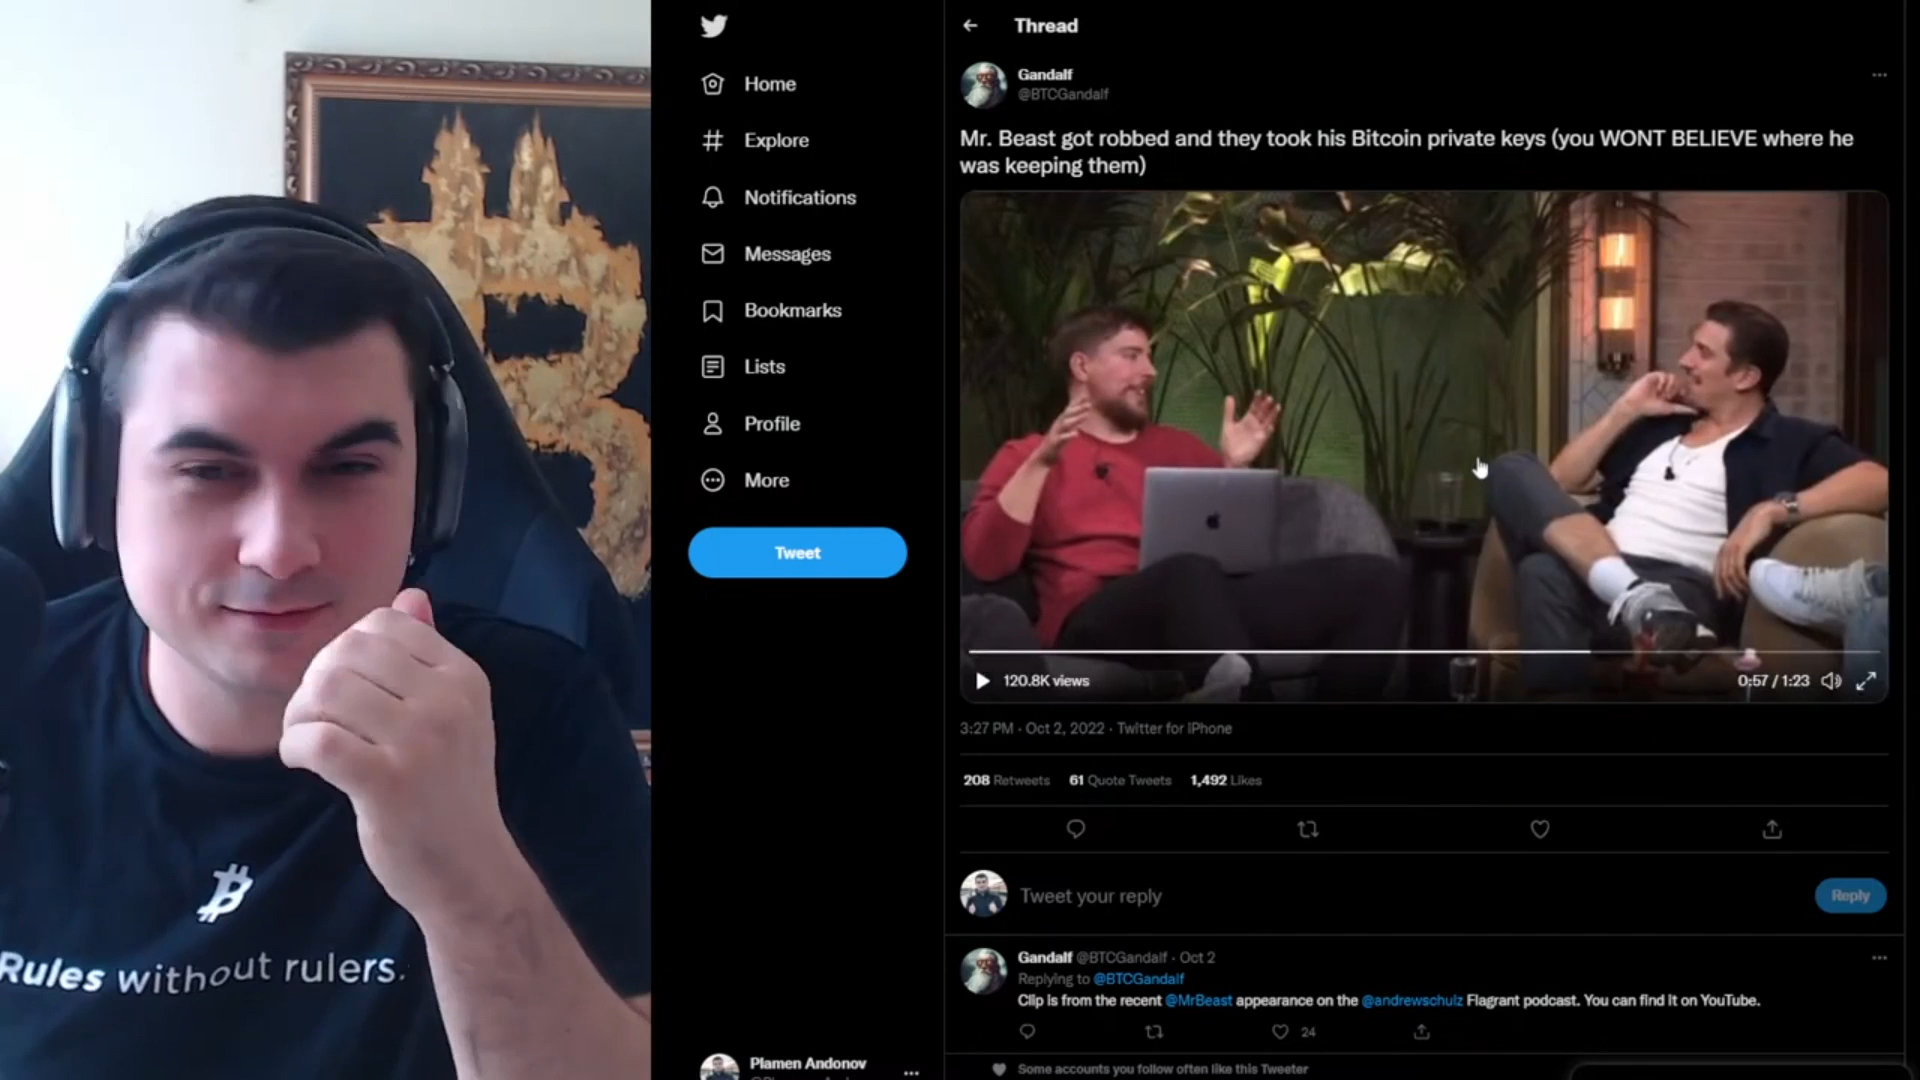 Rules without rulers.
Home
Explore
Notifications
Messages
Bookmarks
Lists
Profile
More
Tweet
Plamen Andonov
Thread
Gandalf
@BTCGandalf
Mr. Beast got robbed and they took his Bitcoin private keys (you WONT BELIEVE where he
was keeping them)
120.8K views
0:57 / 1:23
3:27 PM · Oct 2, 2022 · Twitter for iPhone
208 Retweets 61 Quote Tweets 1,492 Likes
Tweet your reply
Reply
Gandalf @BTCGandalf · Oct 2
Replying to @BTCGandalf
Clip is from the recent @MrBeast appearance on the @andrewschulz Flagrant podcast. You can find it on YouTube.
24
Some accounts you follow often like this Tweeter